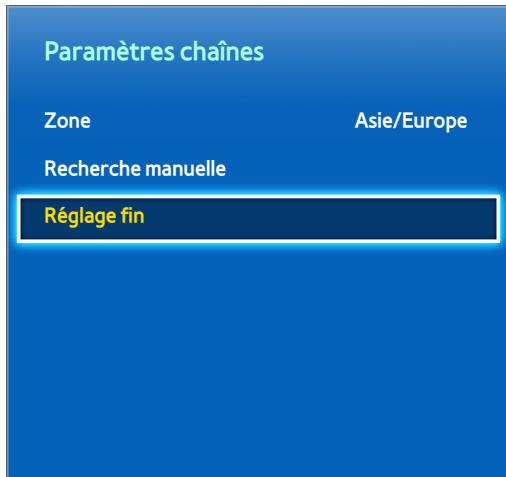 Paramètres chaînes
Zone Asie/Europe
Recherche manuelle
Réglage fin